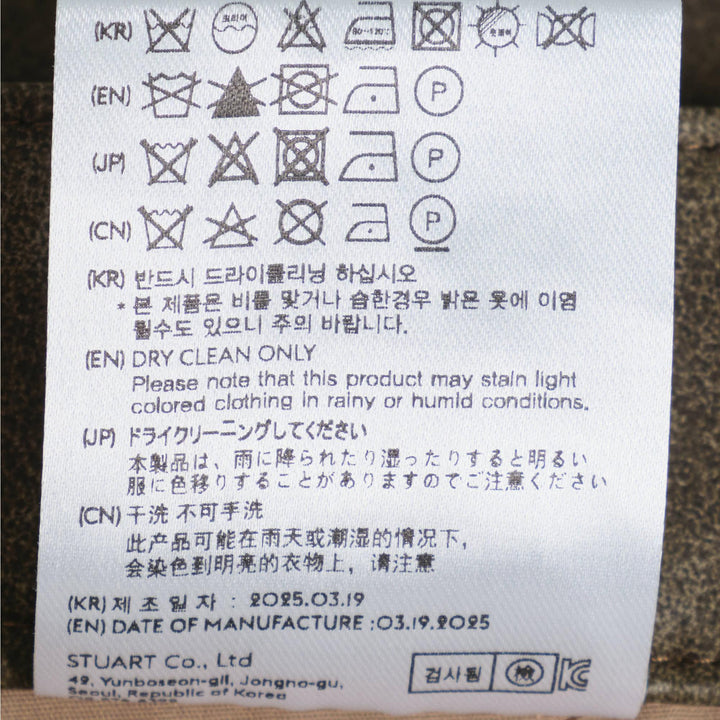 (KR) 드라이 80~120℃ 옷걸이
(EN) P
(JP) P
(CN) P
(KR) 반드시 드라이클리닝 하십시오
* 본 제품은 비를 맞거나 습한경우 밝은 옷에 이염
될수도 있으니 주의 바랍니다.
(EN) DRY CLEAN ONLY
Please note that this product may stain light
colored clothing in rainy or humid conditions.
(JP) ドライクリーニングしてください
本製品は、雨に降られたり湿ったりすると明るい
服に色移りすることがありますのでご注意ください
(CN) 干洗 不可手洗
此产品可能在雨天或潮湿的情况下,
会染色到明亮的衣物上, 请注意
(KR) 제 조 일 자 : 2025.03.19
(EN) DATE OF MANUFACTURE :03.19.2025
STUART Co., Ltd
49, Yunboseon-gil, Jongno-gu,
Seoul, Republic of Korea
검사필 檢 KC